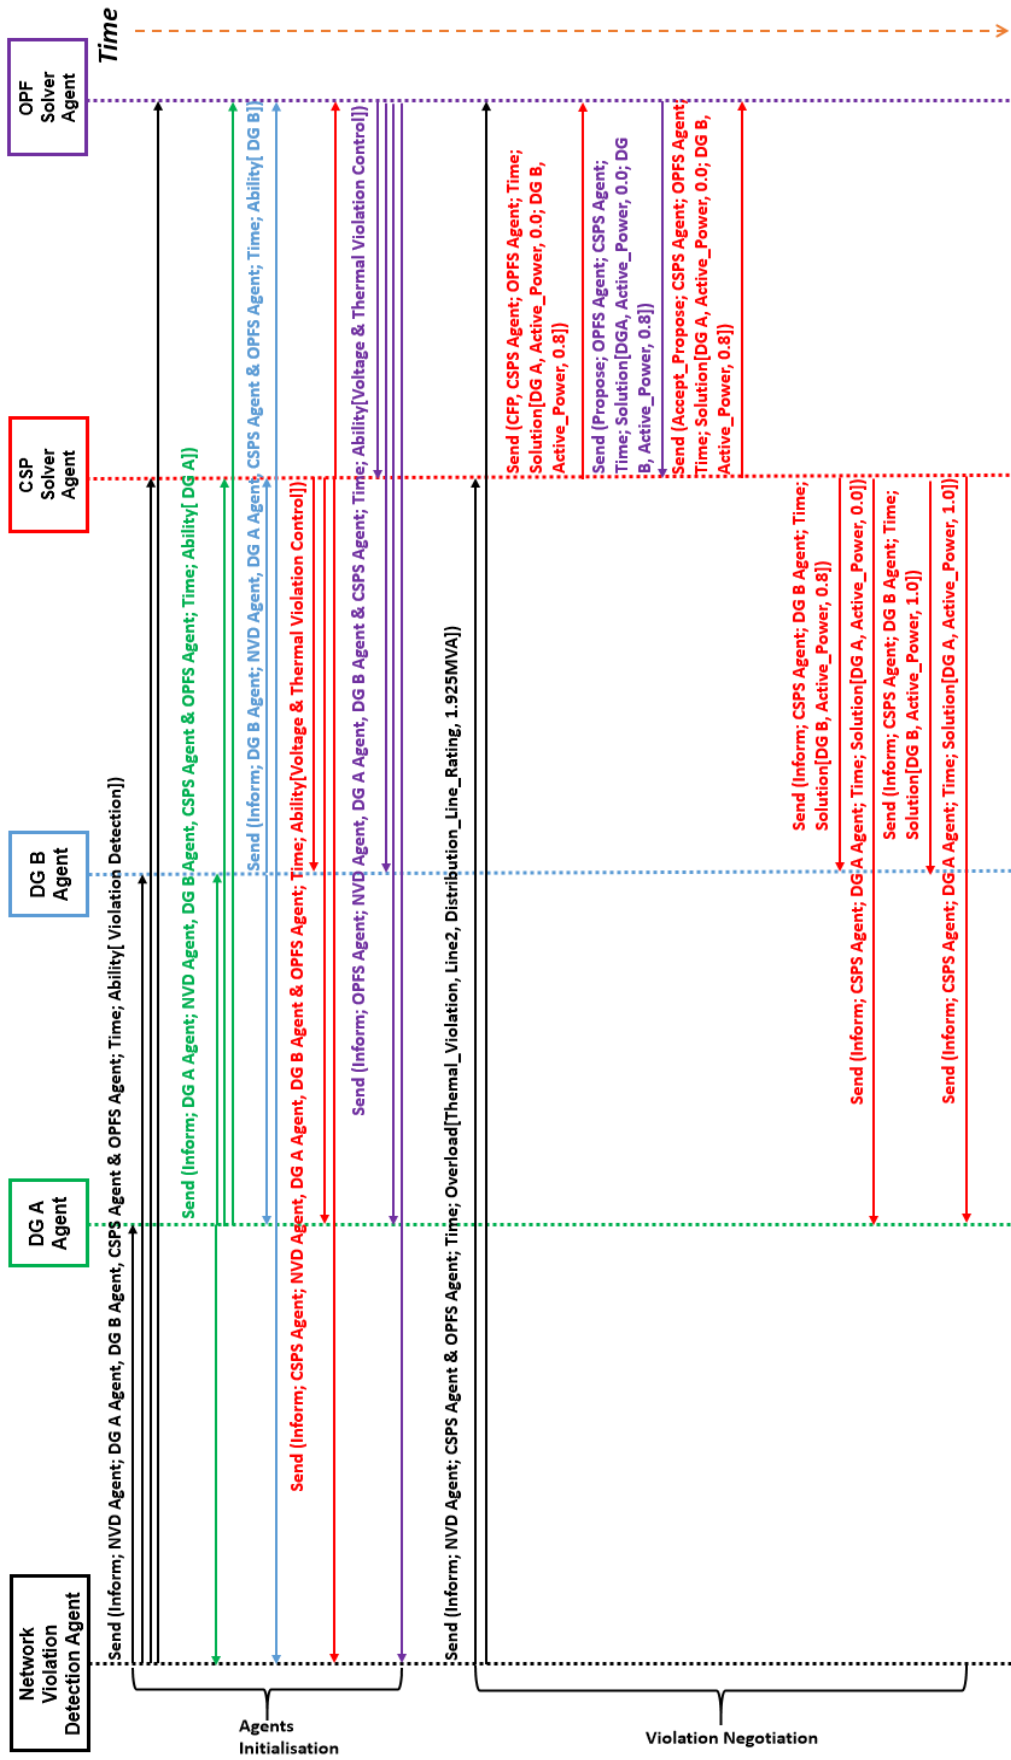 Network
Violation
Detection Agent
DG A
Agent
DG B
Agent
CSP
Solver
Agent
OPF
Solver
Agent
Time
Send (Inform; NVD Agent; DG A Agent, DG B Agent, CSPS Agent & OPFS Agent; Time; Ability[ Violation Detection])
Send (Inform; DG A Agent; NVD Agent, DG B Agent, CSPS Agent & OPFS Agent; Time; Ability[ DG A])
Send (Inform; DG B Agent; NVD Agent, DG A Agent, CSPS Agent & OPFS Agent; Time; Ability[ DG B])
Send (Inform; CSPS Agent; NVD Agent, DG A Agent, DG B Agent & OPFS Agent; Time; Ability[Voltage & Thermal Violation Control])
Send (Inform; OPFS Agent; NVD Agent, DG A Agent, DG B Agent & CSPS Agent; Time; Ability[Voltage & Thermal Violation Control])
Agents
Initialisation
Send (Inform; NVD Agent; CSPS Agent & OPFS Agent; Time; Overload[Themal_Violation, Line2, Distribution_Line_Rating, 1.925MVA])
Send (CFP, CSPS Agent; OPFS Agent; Time;
Solution[DG A, Active_Power, 0.0; DG B,
Active_Power, 0.8])
Send (Propose; OPFS Agent; CSPS Agent;
Time; Solution[DGA, Active_Power, 0.0; DG
B, Active_Power, 0.8])
Send (Accept_Propose; CSPS Agent; OPFS Agent;
Time; Solution[DG A, Active_Power, 0.0; DG B,
Active_Power, 0.8])
Send (Inform; CSPS Agent; DG B Agent; Time;
Solution[DG B, Active_Power, 0.8])
Send (Inform; CSPS Agent; DG A Agent; Time; Solution[DG A, Active_Power, 0.0])
Send (Inform; CSPS Agent; DG B Agent; Time;
Solution[DG B, Active_Power, 1.0])
Send (Inform; CSPS Agent; DG A Agent; Time; Solution[DG A, Active_Power, 1.0])
Violation Negotiation